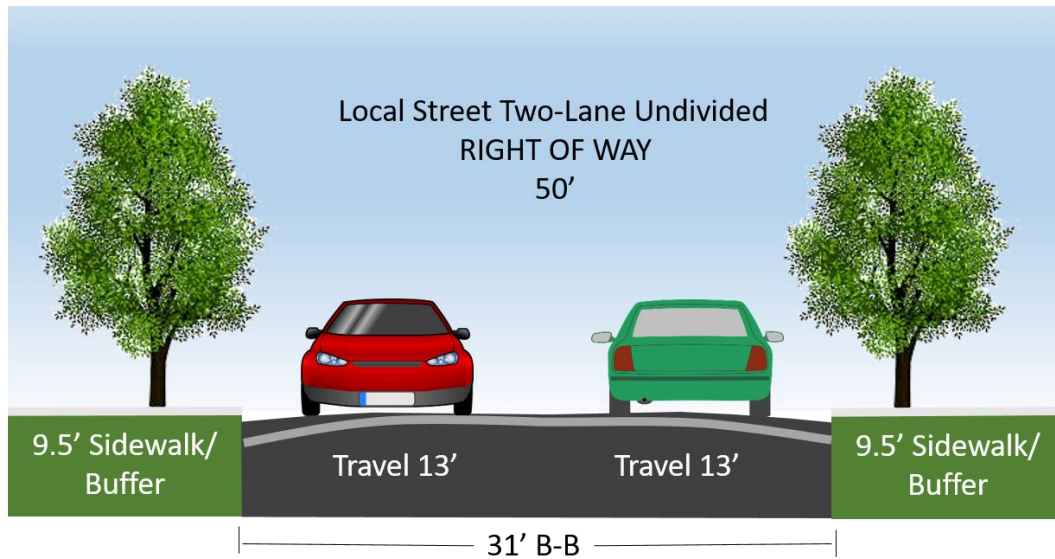 Local Street Two-Lane Undivided
RIGHT OF WAY
50’
9.5’ Sidewalk/
Buffer
Travel 13’
Travel 13’
9.5’ Sidewalk/
Buffer
31’ B-B